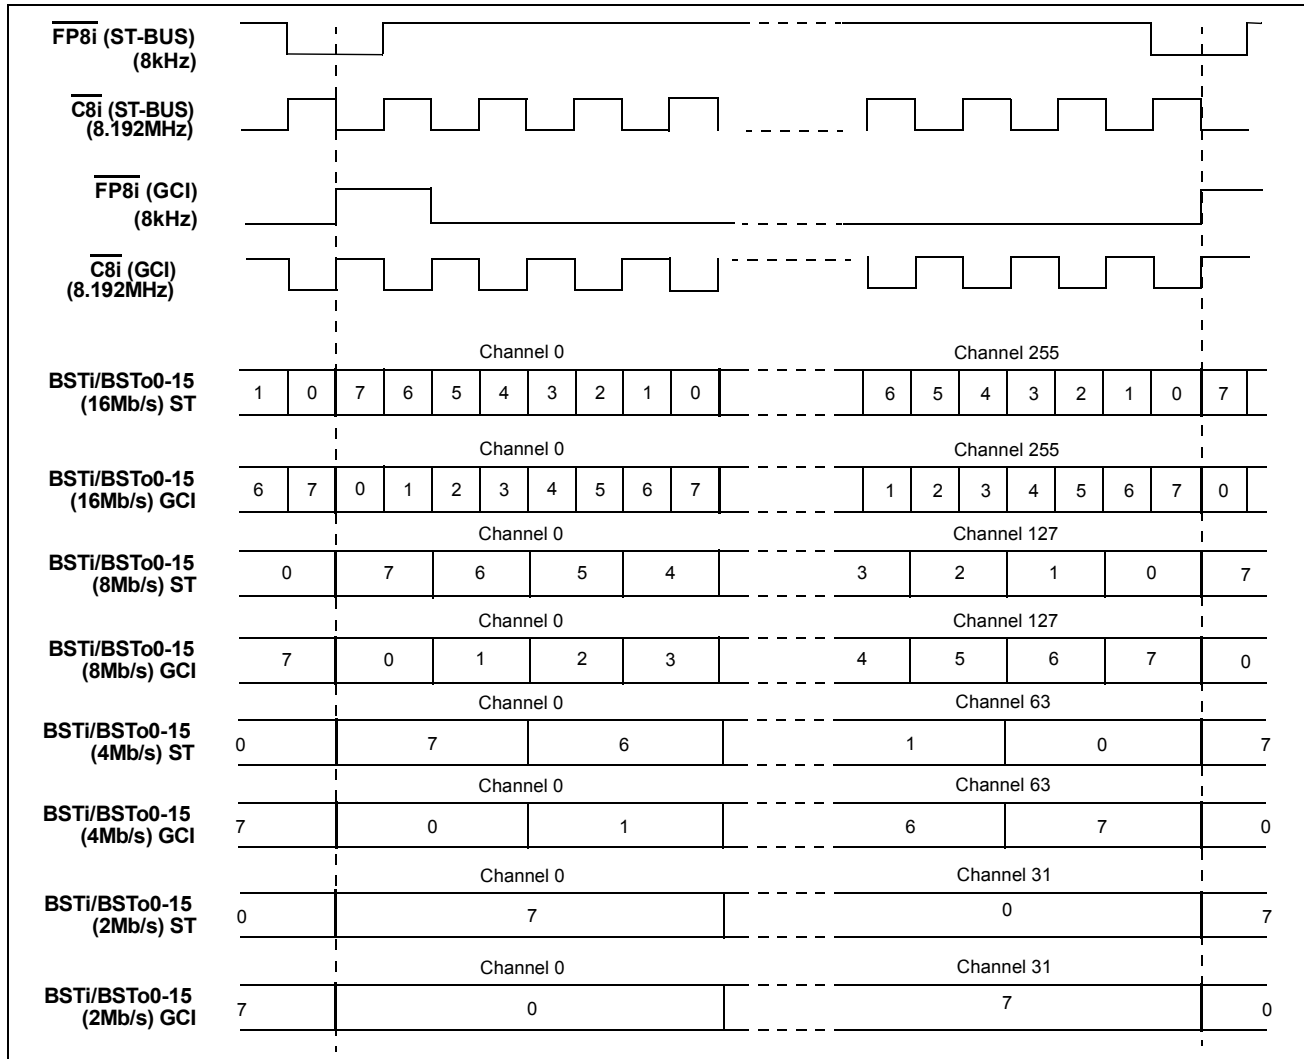 FP8i (ST-BUS)
(8kHz)
C8i (ST-BUS)
(8.192MHz)
FP8i (GCI)
(8kHz)
C8i (GCI)
(8.192MHz)
Channel 0 Channel 255
BSTi/BSTo0-15
(16Mb/s) ST
1 0 7 6 5 4 3 2 1 0 6 5 4 3 2 1 0 7
Channel 0 Channel 255
BSTi/BSTo0-15
(16Mb/s) GCI
6 7 0 1 2 3 4 5 6 7 1 2 3 4 5 6 7 0
Channel 0 Channel 127
BSTi/BSTo0-15
(8Mb/s) ST
0 7 6 5 4 3 2 1 0 7
Channel 0 Channel 127
BSTi/BSTo0-15
(8Mb/s) GCI
7 0 1 2 3 4 5 6 7 0
Channel 0 Channel 63
BSTi/BSTo0-15
(4Mb/s) ST
0 7 6 1 0 7
Channel 0 Channel 63
BSTi/BSTo0-15
(4Mb/s) GCI
7 0 1 6 7 0
Channel 0 Channel 31
BSTi/BSTo0-15
(2Mb/s) ST
0 7 0 7
Channel 0 Channel 31
BSTi/BSTo0-15
(2Mb/s) GCI
7 0 7 0